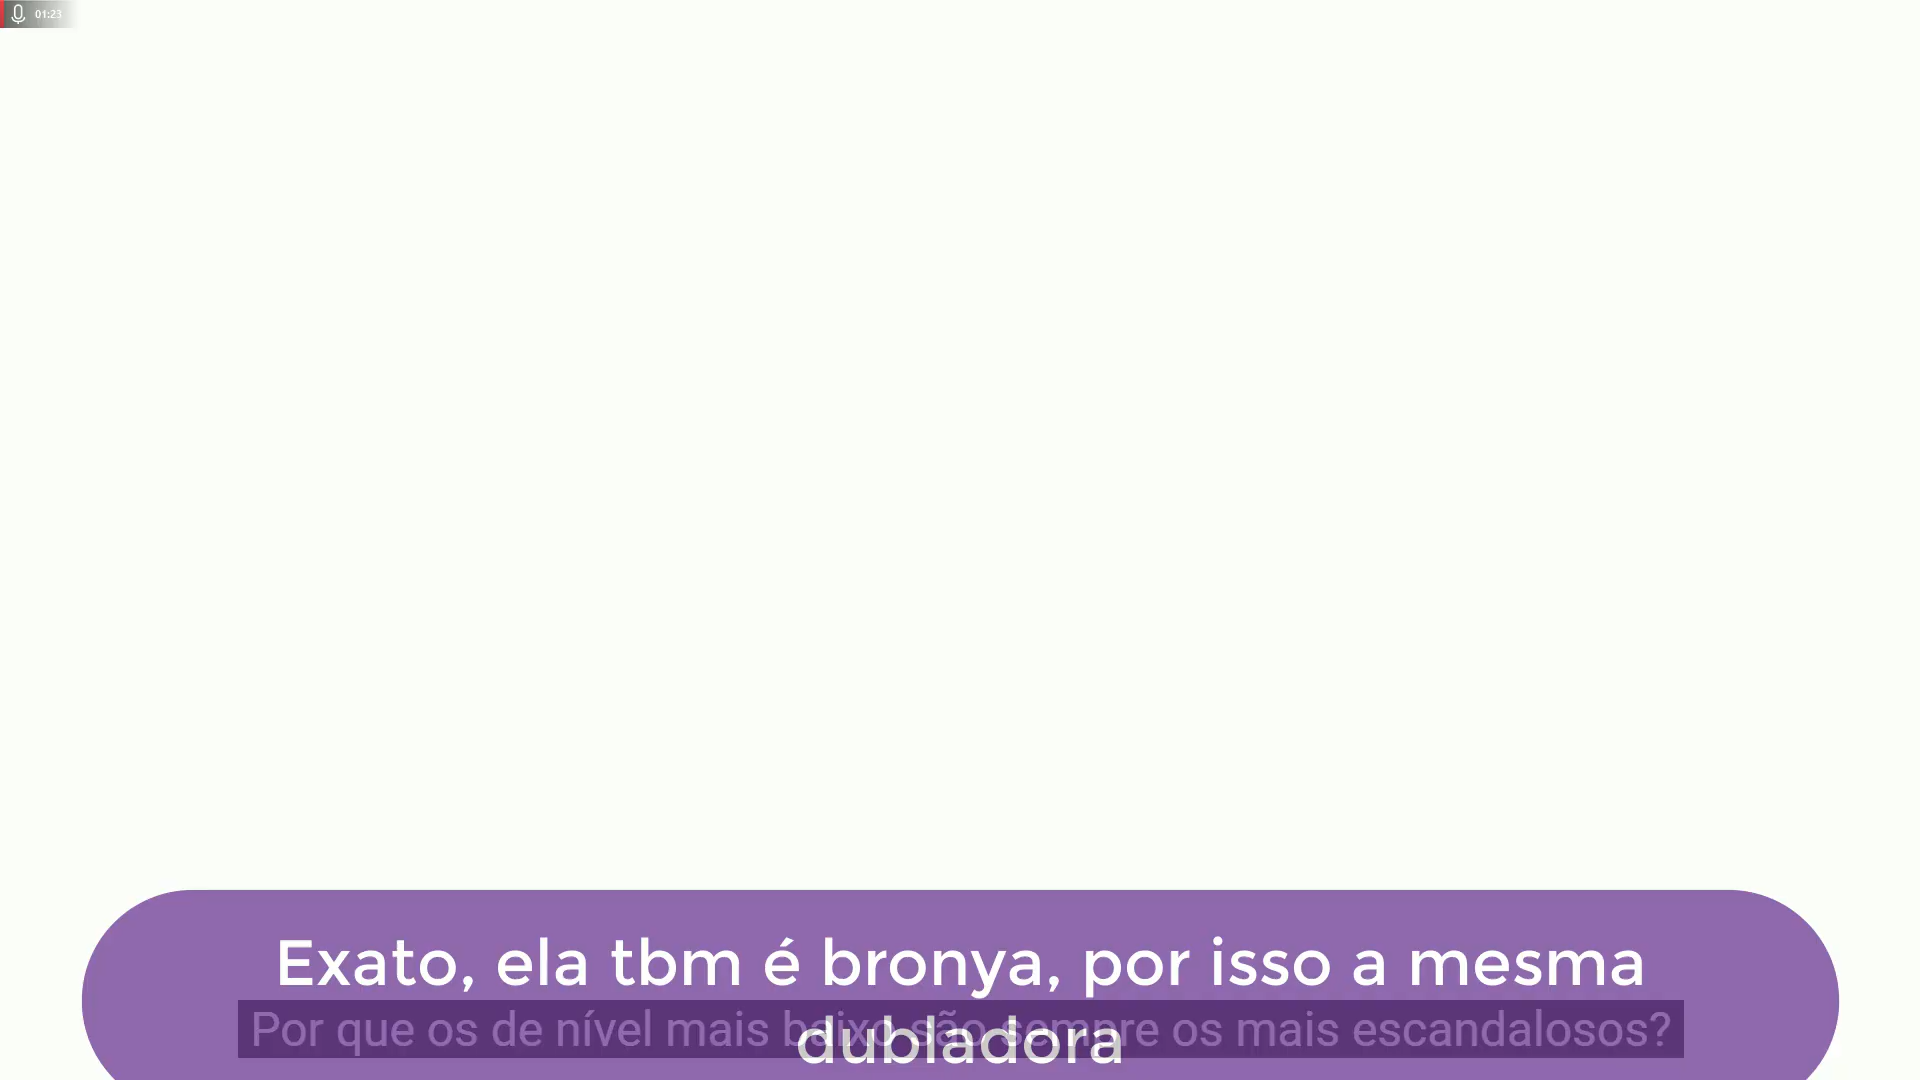 01:23
Exato, ela tbm é bronya, por isso a mesma
Por que os de nível mais baixo são sempre os mais escandalosos?
dubladora